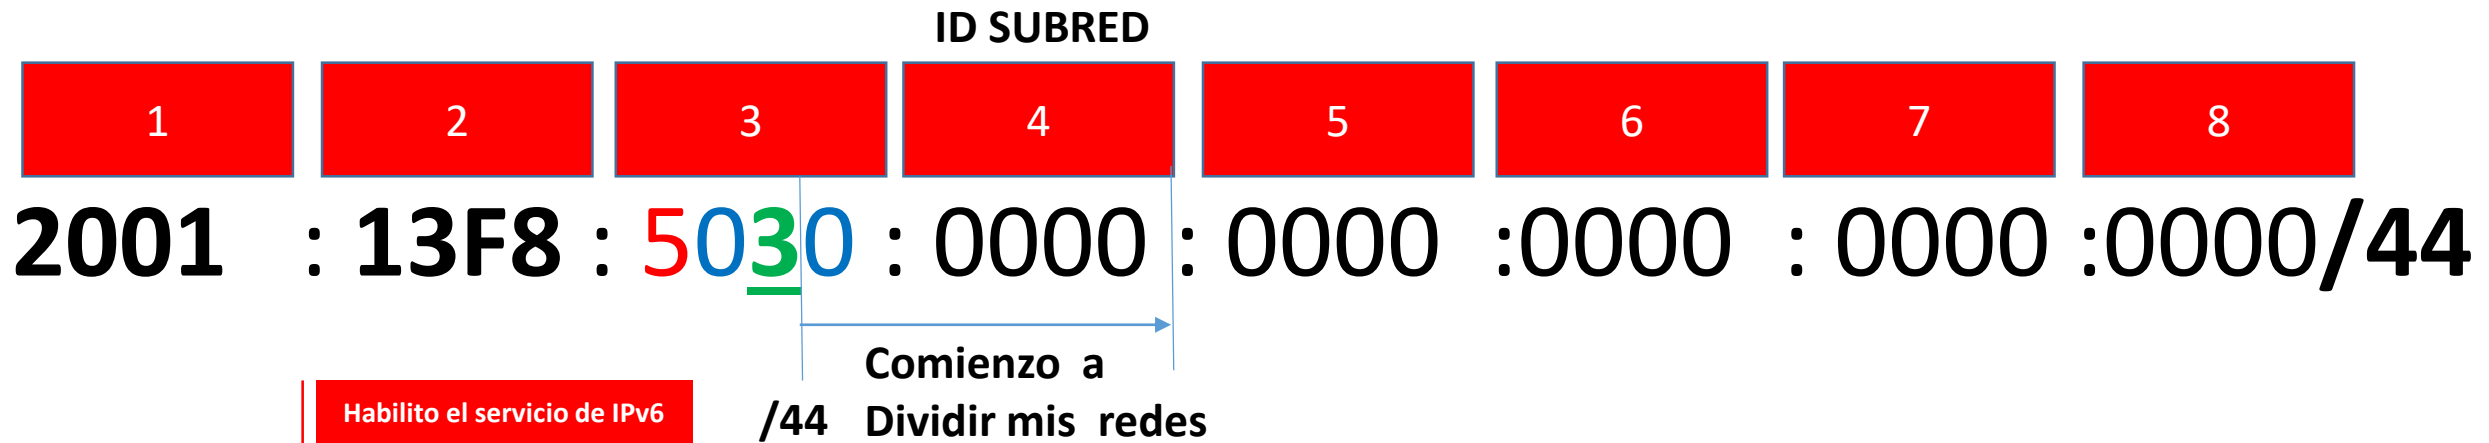 ID SUBRED
1 2 3 4 5 6 7 8
2001 : 13F8 : 5030 : 0000 : 0000 :0000 : 0000 :0000/44
Comienzo a
Habilito el servicio de IPv6 /44 Dividir mis redes